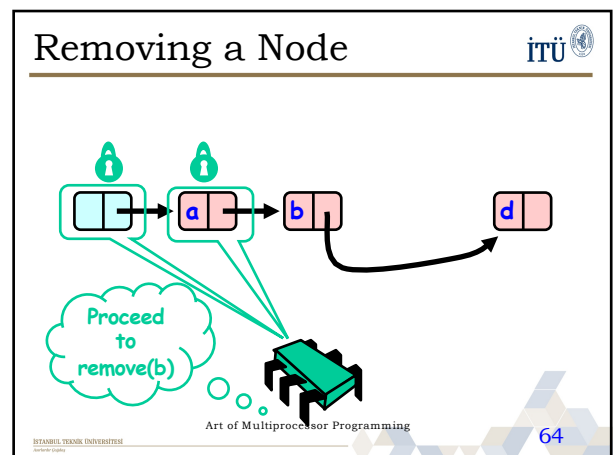 Removing a Node
İTÜ
a b d
Proceed
to
remove(b)
Art of Multiprocessor Programming
İSTANBUL TEKNİK ÜNİVERSİTESİ
64